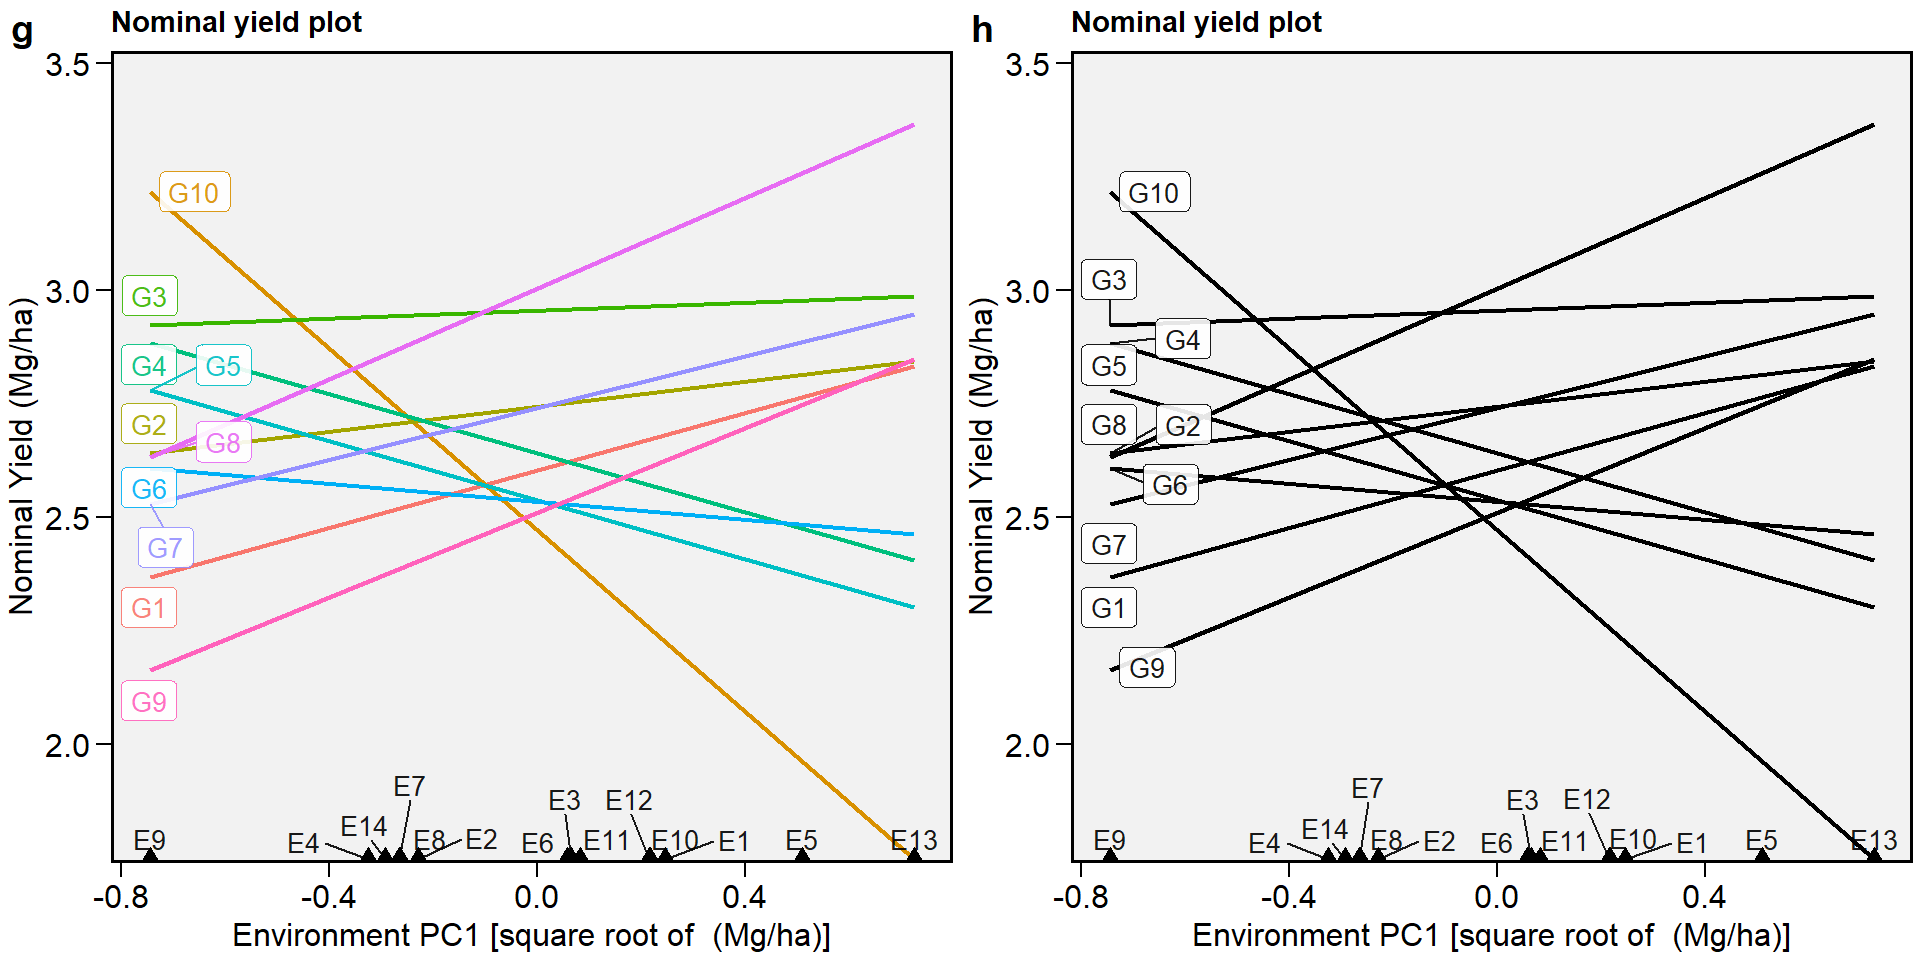 g
Nominal yield plot
3.5
3.0
2.5
2.0
Nominal Yield (Mg/ha)
G10
G3
G4
G5
G2
G8
G6
G7
G1
G9
E7
E3
E12
E14
E9
E4
E8
E2
E6
E11
E10
E1
E5
E13
-0.8
-0.4
0.0
0.4
Environment PC1 [square root of  (Mg/ha)]
h
Nominal yield plot
3.5
3.0
2.5
2.0
Nominal Yield (Mg/ha)
G10
G3
G4
G5
G8
G2
G6
G7
G1
G9
E7
E3
E12
E14
E9
E4
E8
E2
E6
E11
E10
E1
E5
E13
-0.8
-0.4
0.0
0.4
Environment PC1 [square root of  (Mg/ha)]